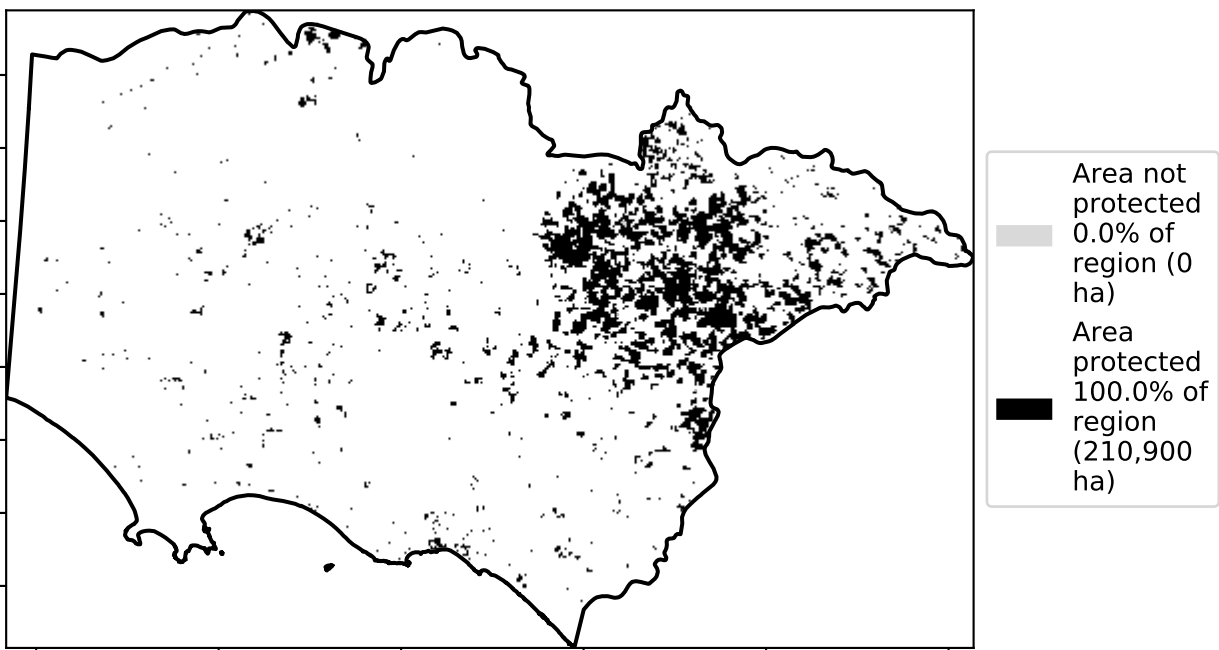 Area not
protected
0.0% of
region (0
ha)
Area
protected
100.0% of
region
(210,900
ha)